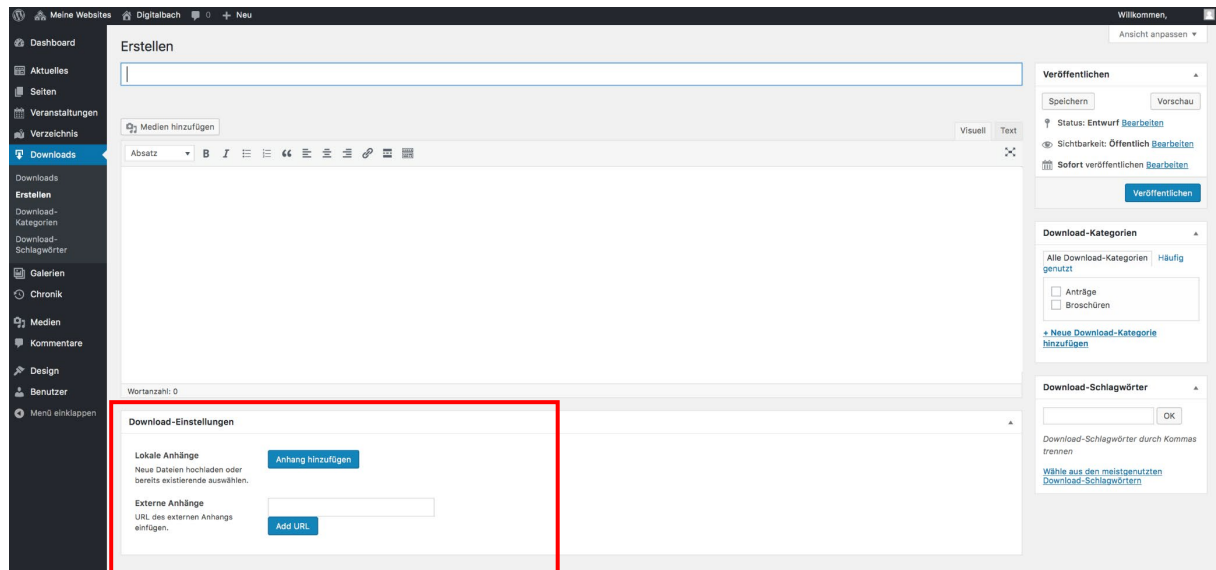 Meine Websites Digitalbach 0 + Neu Willkommen,
Ansicht anpassen
Dashboard
Aktuelles
Seiten
Veranstaltungen
Verzeichnis
Downloads
Downloads
Erstellen
Download-
Kategorien
Download-
Schlagwörter
Galerien
Chronik
Medien
Kommentare
Design
Benutzer
Menü einklappen
Erstellen
Medien hinzufügen
Visuell Text
Absatz B I
Wortanzahl: 0
Download-Einstellungen
Lokale Anhänge
Neue Dateien hochladen oder
bereits existierende auswählen.
Anhang hinzufügen
Externe Anhänge
URL des externen Anhangs
einfügen.
Add URL
Veröffentlichen
Speichern Vorschau
Status: Entwurf Bearbeiten
Sichtbarkeit: Öffentlich Bearbeiten
Sofort veröffentlichen Bearbeiten
Veröffentlichen
Download-Kategorien
Alle Download-Kategorien Häufig
genutzt
Anträge
Broschüren
+ Neue Download-Kategorie
hinzufügen
Download-Schlagwörter
OK
Download-Schlagwörter durch Kommas
trennen
Wähle aus den meistgenutzten
Download-Schlagwörtern